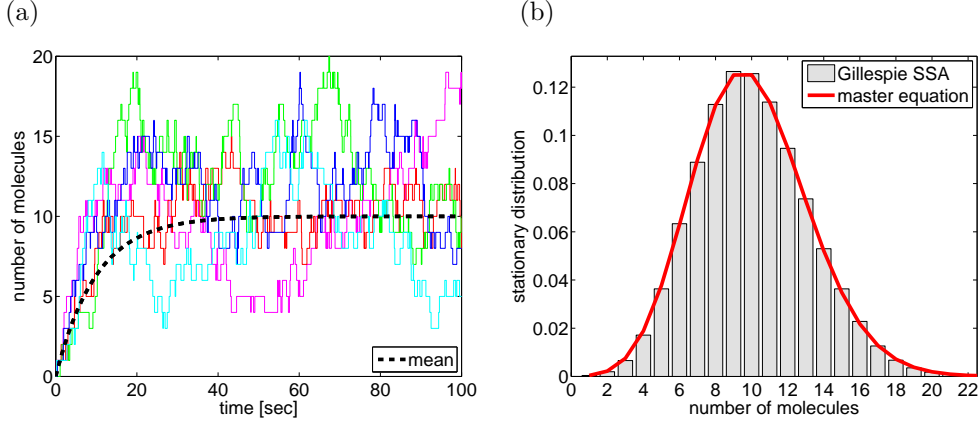 (a)
number of molecules
20
15
10
5
0
0 20 40 60 80 100
time [sec]
mean
(b)
stationary distribution
0.12
0.1
0.08
0.06
0.04
0.02
0
0 2 4 6 8 10 12 14 16 18 20 22
number of molecules
Gillespie SSA
master equation